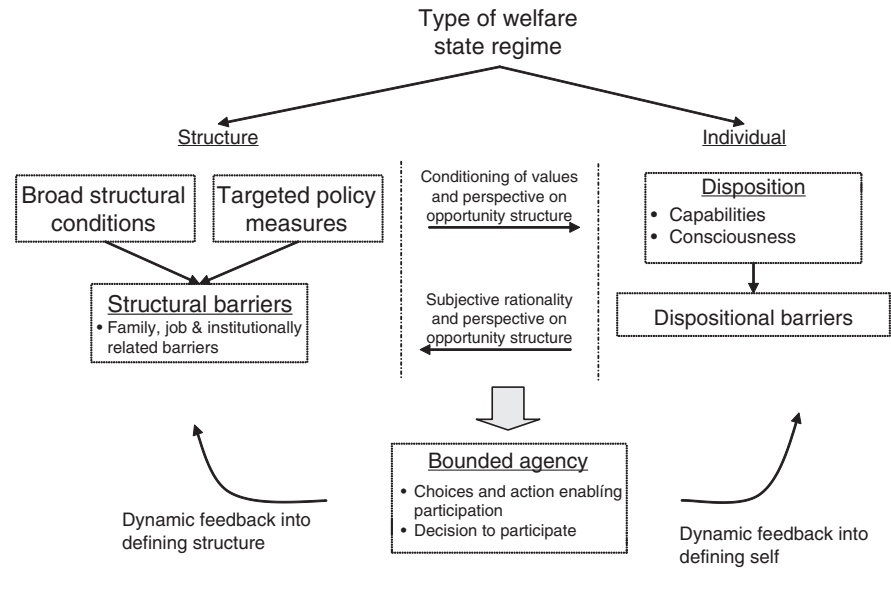 Type of welfare
state regime
Structure
Individual
Broad structural
conditions
Targeted policy
measures
Conditioning of values
and perspective on
opportunity structure
Disposition
• Capabilities
• Consciousness
Structural barriers
• Family, job & institutionally
related barriers
Subjective rationality
and perspective on
opportunity structure
Dispositional barriers
Bounded agency
• Choices and action enablíng
participation
• Decision to participate
Dynamic feedback into
defining structure
Dynamic feedback into
defining self